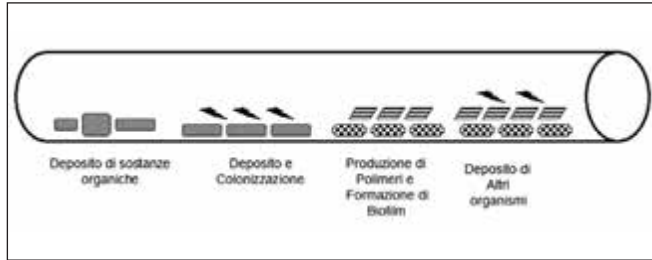 Deposito di sostanze
organiche
Deposito e
Colonizzazione
Produzione di
Polimeri e
Formazione di
Biofilm
Deposito di
Altri
organismi